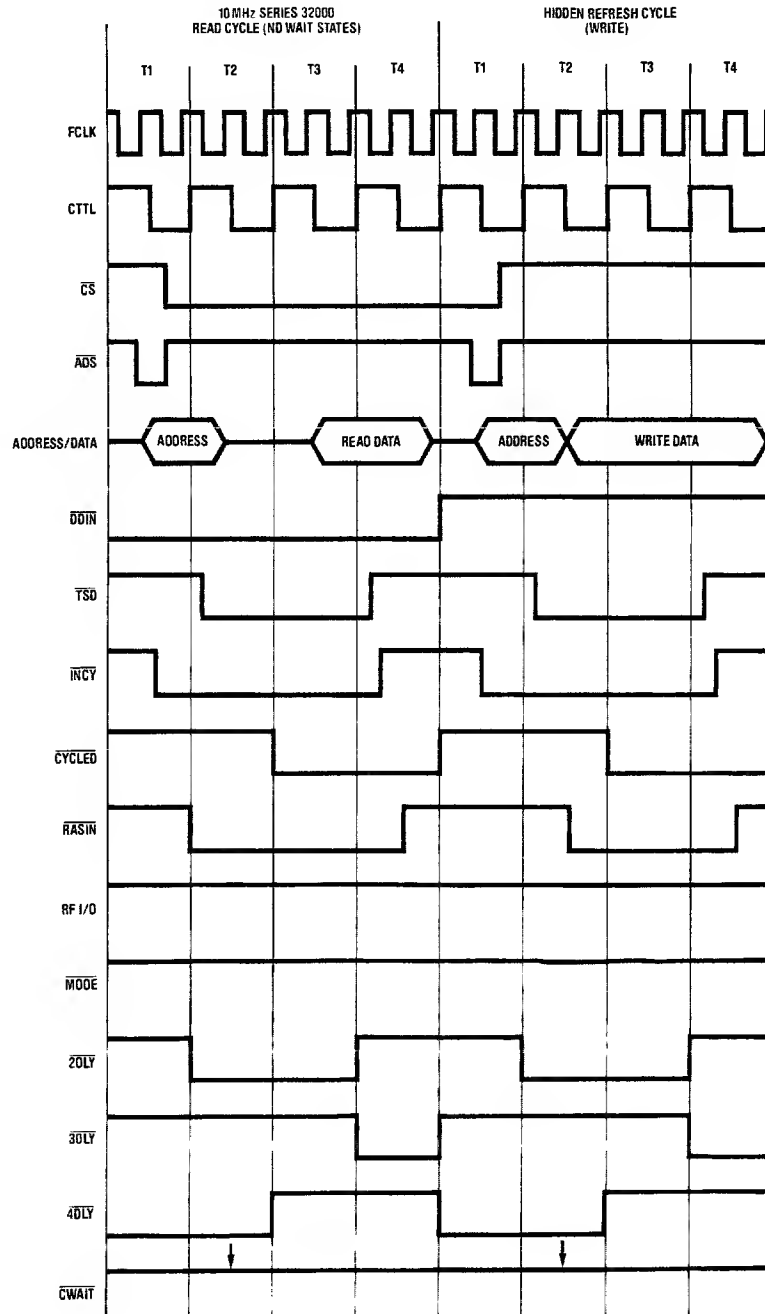 10 MHz SERIES 32000
READ CYCLE (NO WAIT STATES)
HIDDEN REFRESH CYCLE
(WRITE)
T1 T2 T3 T4 T1 T2 T3 T4
FCLK
CTTL
CS
ADS
ADDRESS/DATA ADDRESS READ DATA ADDRESS WRITE DATA
DDIN
TSD
INCY
CYCLED
RASIN
RF I/O
MODE
2DLY
3DLY
4DLY
CWAIT